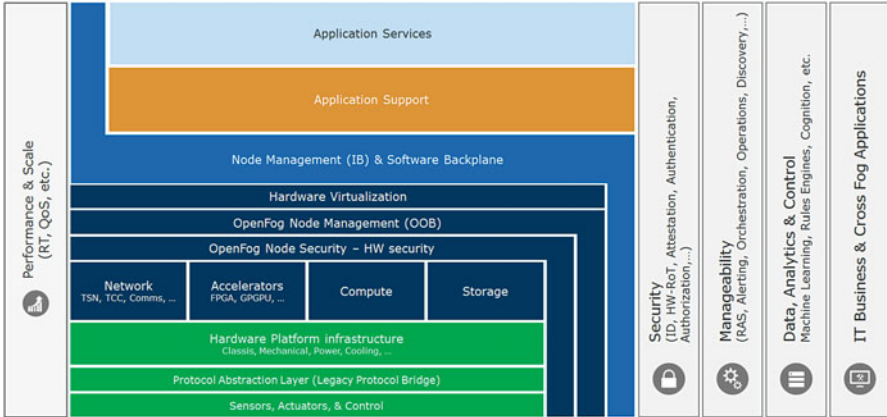 Performance & Scale
(RT, QoS, etc.)
Application Services
Application Support
Node Management (IB) & Software Backplane
Hardware Virtualization
OpenFog Node Management (OOB)
OpenFog Node Security – HW security
Network
TSN, TCC, Comms, ...
Accelerators
FPGA, GPGPU, ...
Compute
Storage
Hardware Platform infrastructure
Classis, Mechanical, Power, Cooling, ...
Protocol Abstraction Layer (Legacy Protocol Bridge)
Sensors, Actuators, & Control
Security
(ID, HW-RoT, Attestation, Authentication,
Authorization,...)
Manageability
(RAS, Alerting, Orchestration, Operations, Discovery,...)
Data, Analytics & Control
Machine Learning, Rules Engines, Cognition, etc.
IT Business & Cross Fog Applications